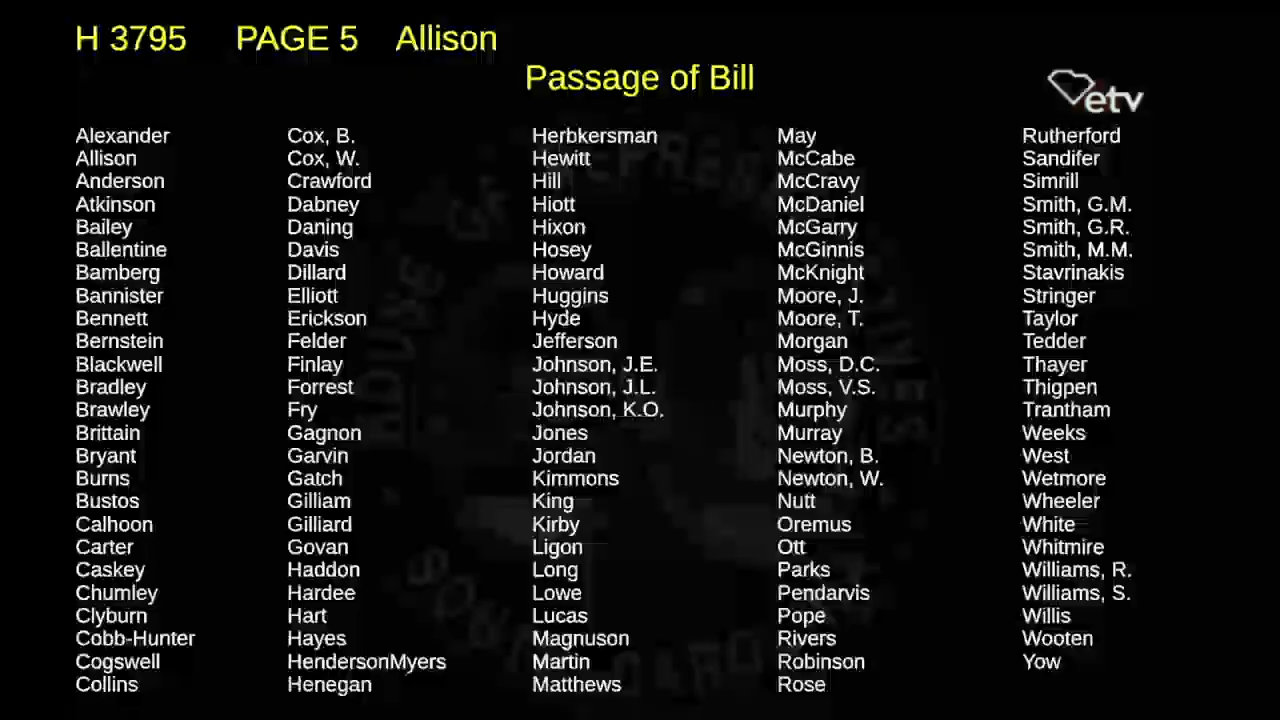 H 3795 PAGE 5 Allison
Passage of Bill
etv
Alexander
Allison
Anderson
Atkinson
Bailey
Ballentine
Bamberg
Bannister
Bennett
Bernstein
Blackwell
Bradley
Brawley
Brittain
Bryant
Burns
Bustos
Calhoon
Carter
Caskey
Chumley
Clyburn
Cobb-Hunter
Cogswell
Collins
Cox, B.
Cox, W.
Crawford
Dabney
Daning
Davis
Dillard
Elliott
Erickson
Felder
Finlay
Forrest
Fry
Gagnon
Garvin
Gatch
Gilliam
Gilliard
Govan
Haddon
Hardee
Hart
Hayes
HendersonMyers
Henegan
Herbkersman
Hewitt
Hill
Hiott
Hixon
Hosey
Howard
Huggins
Hyde
Jefferson
Johnson, J.E.
Johnson, J.L.
Johnson, K.O.
Jones
Jordan
Kimmons
King
Kirby
Ligon
Long
Lowe
Lucas
Magnuson
Martin
Matthews
May
McCabe
McCravy
McDaniel
McGarry
McGinnis
McKnight
Moore, J.
Moore, T.
Morgan
Moss, D.C.
Moss, V.S.
Murphy
Murray
Newton, B.
Newton, W.
Nutt
Oremus
Ott
Parks
Pendarvis
Pope
Rivers
Robinson
Rose
Rutherford
Sandifer
Simrill
Smith, G.M.
Smith, G.R.
Smith, M.M.
Stavrinakis
Stringer
Taylor
Tedder
Thayer
Thigpen
Trantham
Weeks
West
Wetmore
Wheeler
White
Whitmire
Williams, R.
Williams, S.
Willis
Wooten
Yow